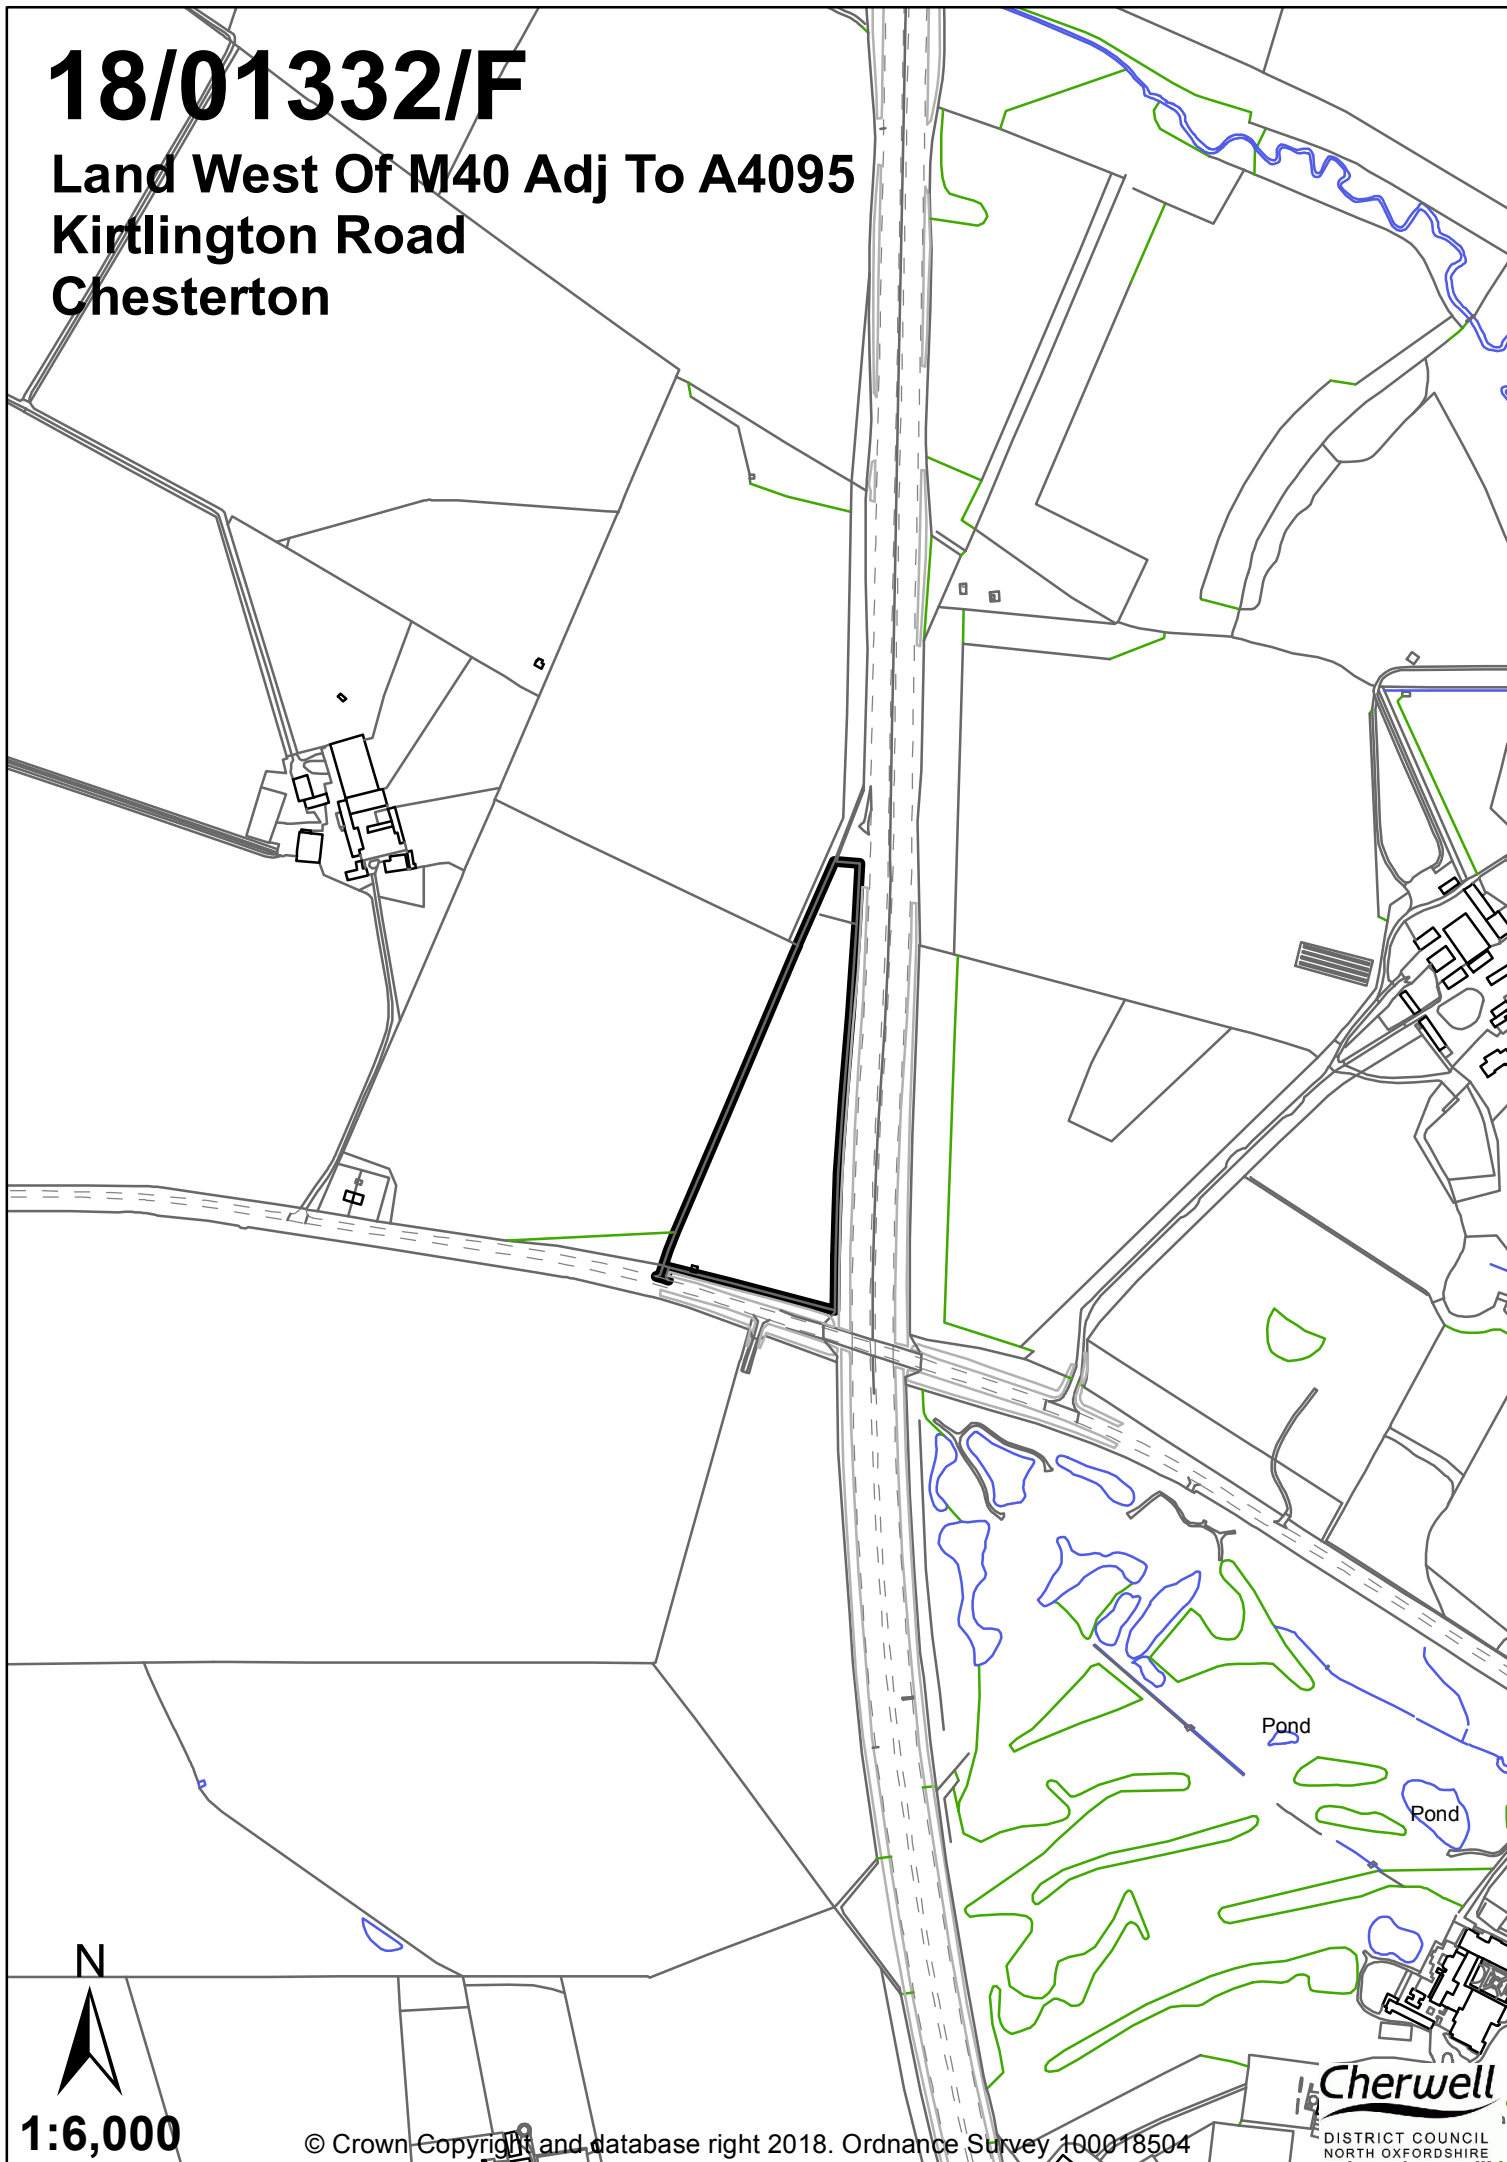 18/01332/F
Land West Of M40 Adj To A4095
Kirtlington Road
Chesterton
Pond
Pond
N
1:6,000
© Crown Copyright and database right 2018. Ordnance Survey 100018504
Cherwell
DISTRICT COUNCIL
NORTH OXFORDSHIRE